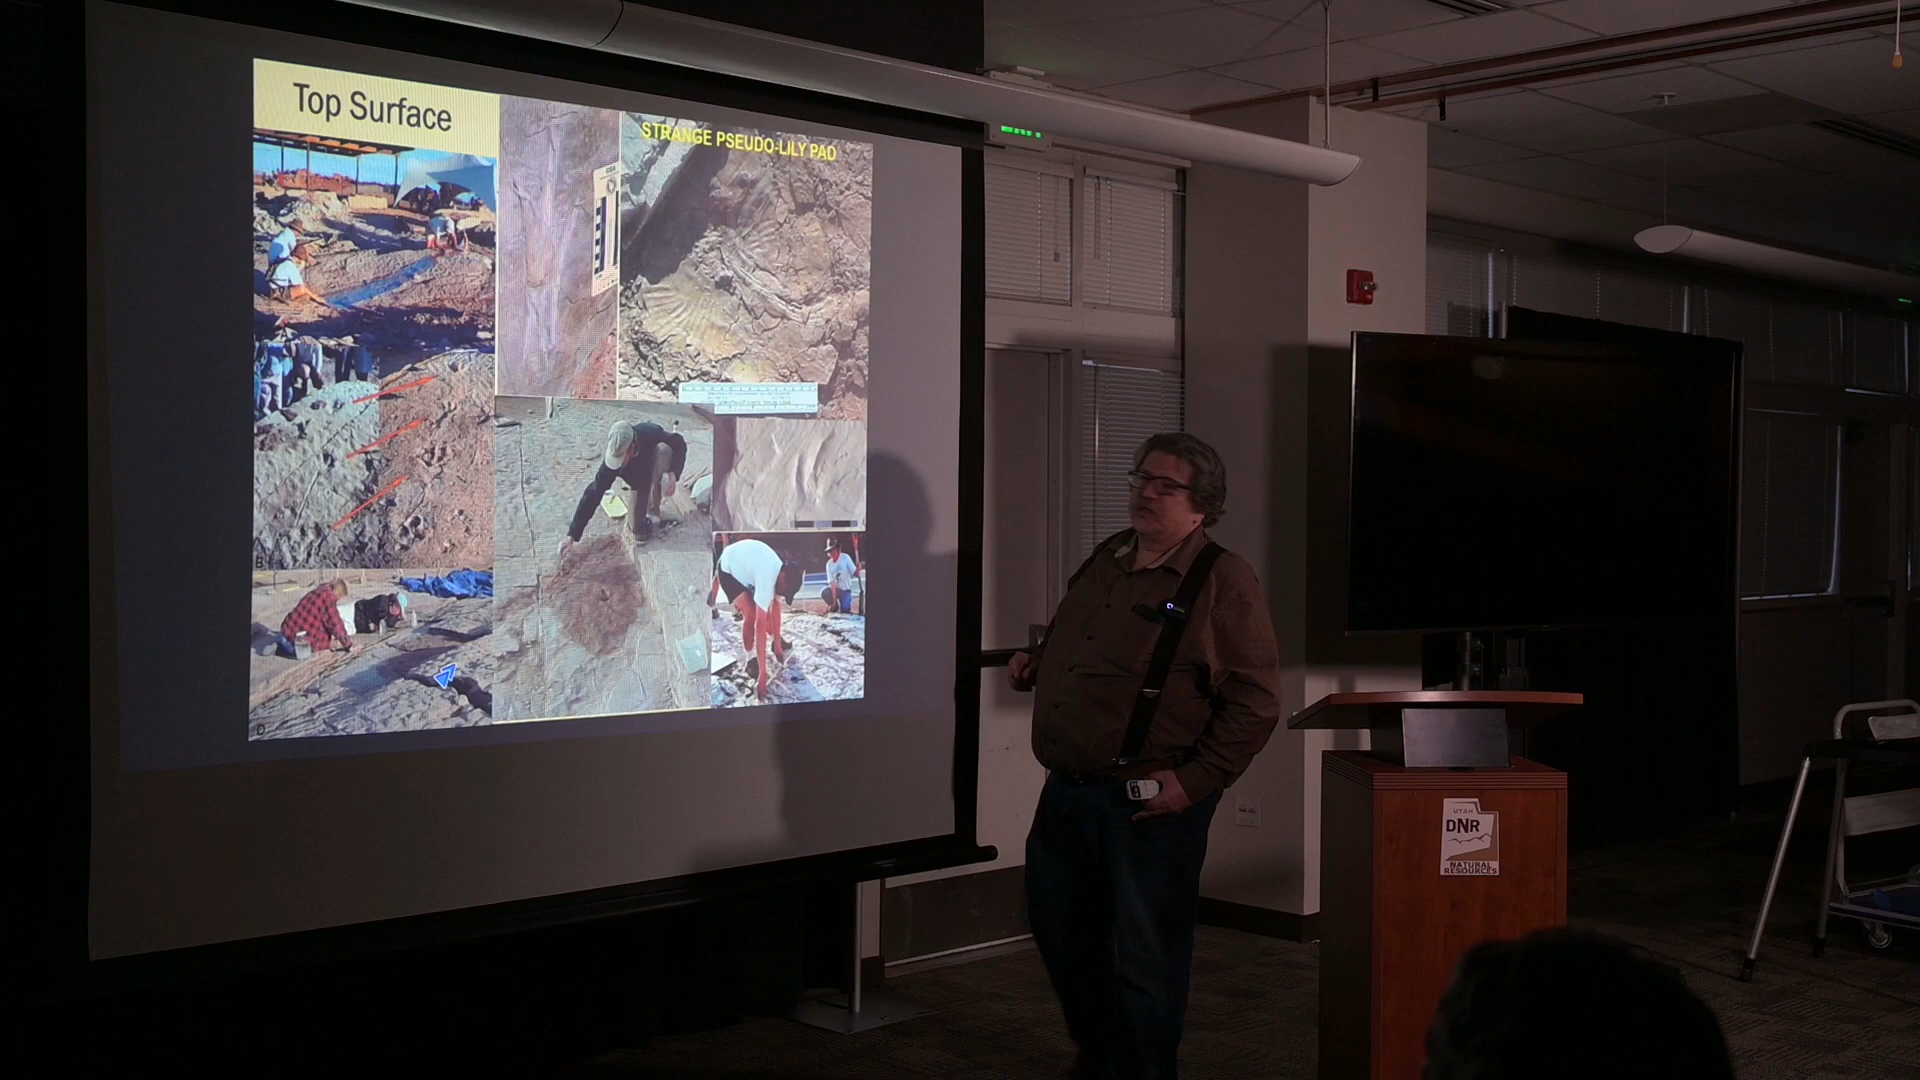 Top Surface
STRANGE PSEUDO-LILY PAD
B
D
UTAH
DNR
NATURAL
RESOURCES